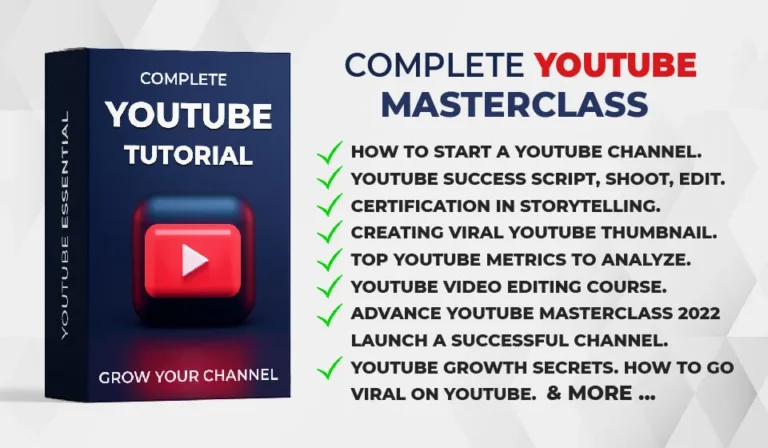 COMPLETE
YOUTUBE
TUTORIAL
YOUTUBE ESSENTIAL
GROW YOUR CHANNEL
COMPLETE YOUTUBE
MASTERCLASS
HOW TO START A YOUTUBE CHANNEL.
YOUTUBE SUCCESS SCRIPT, SHOOT, EDIT.
CERTIFICATION IN STORYTELLING.
CREATING VIRAL YOUTUBE THUMBNAIL.
TOP YOUTUBE METRICS TO ANALYZE.
YOUTUBE VIDEO EDITING COURSE.
ADVANCE YOUTUBE MASTERCLASS 2022
LAUNCH A SUCCESSFUL CHANNEL.
YOUTUBE GROWTH SECRETS. HOW TO GO
VIRAL ON YOUTUBE. & MORE ...